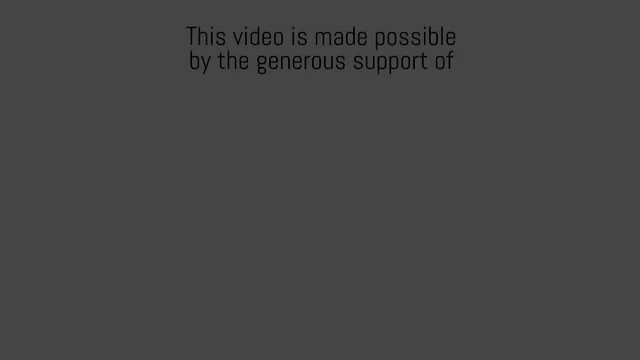 This video is made possible
by the generous support of